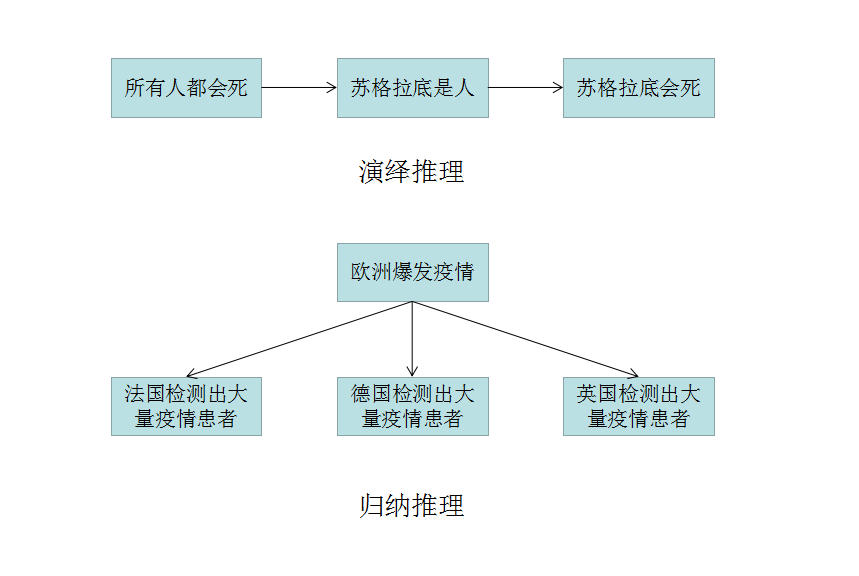 所有人都会死
苏格拉底是人
苏格拉底会死
演绎推理
欧洲爆发疫情
法国检测出大
量疫情患者
德国检测出大
量疫情患者
英国检测出大
量疫情患者
归纳推理